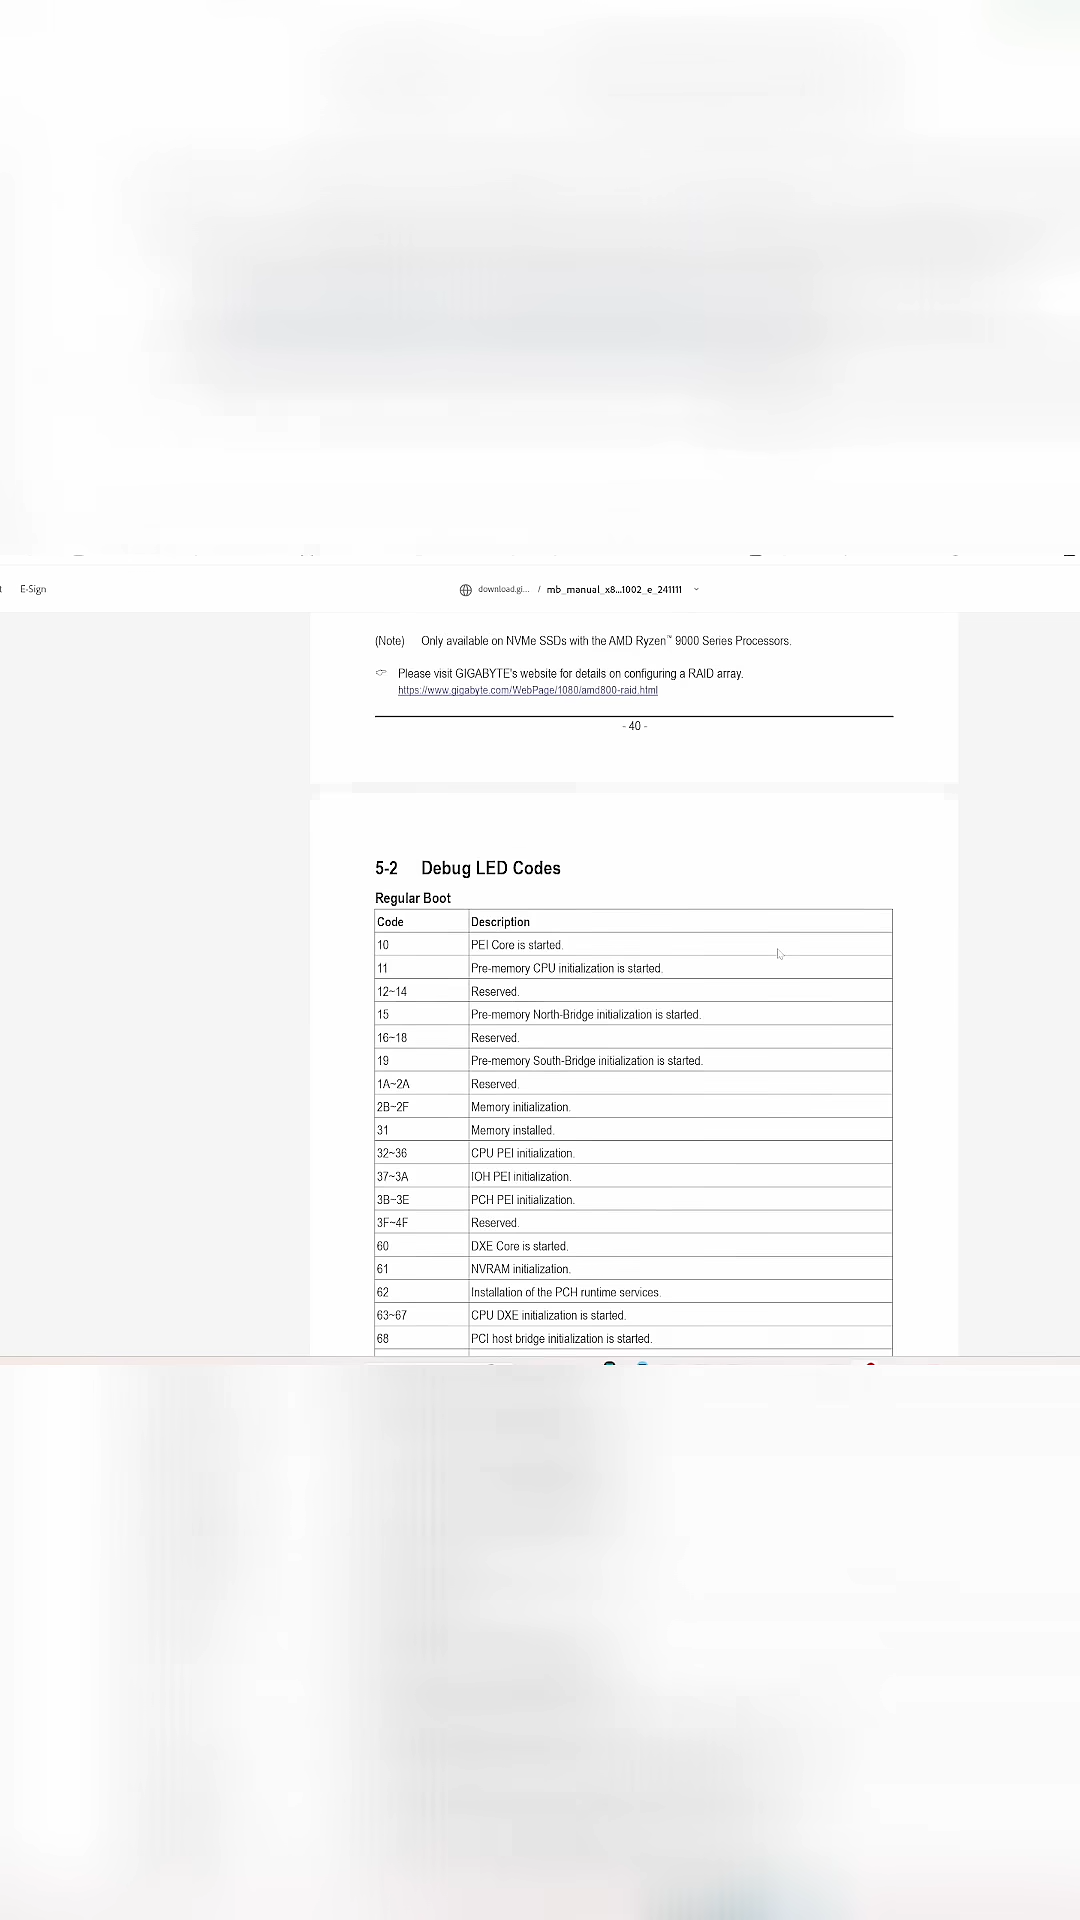 E-Sign
download.gi... / mb_manual_x8...1002_e_241111
(Note) Only available on NVMe SSDs with the AMD Ryzen™ 9000 Series Processors.
Please visit GIGABYTE's website for details on configuring a RAID array.
https://www.gigabyte.com/WebPage/1080/amd800-raid.html
- 40 -
5-2 Debug LED Codes
Regular Boot
Code Description
10 PEI Core is started.
11 Pre-memory CPU initialization is started.
12~14 Reserved.
15 Pre-memory North-Bridge initialization is started.
16~18 Reserved.
19 Pre-memory South-Bridge initialization is started.
1A~2A Reserved.
2B~2F Memory initialization.
31 Memory installed.
32~36 CPU PEI initialization.
37~3A IOH PEI initialization.
3B~3E PCH PEI initialization.
3F~4F Reserved.
60 DXE Core is started.
61 NVRAM initialization.
62 Installation of the PCH runtime services.
63~67 CPU DXE initialization is started.
68 PCI host bridge initialization is started.